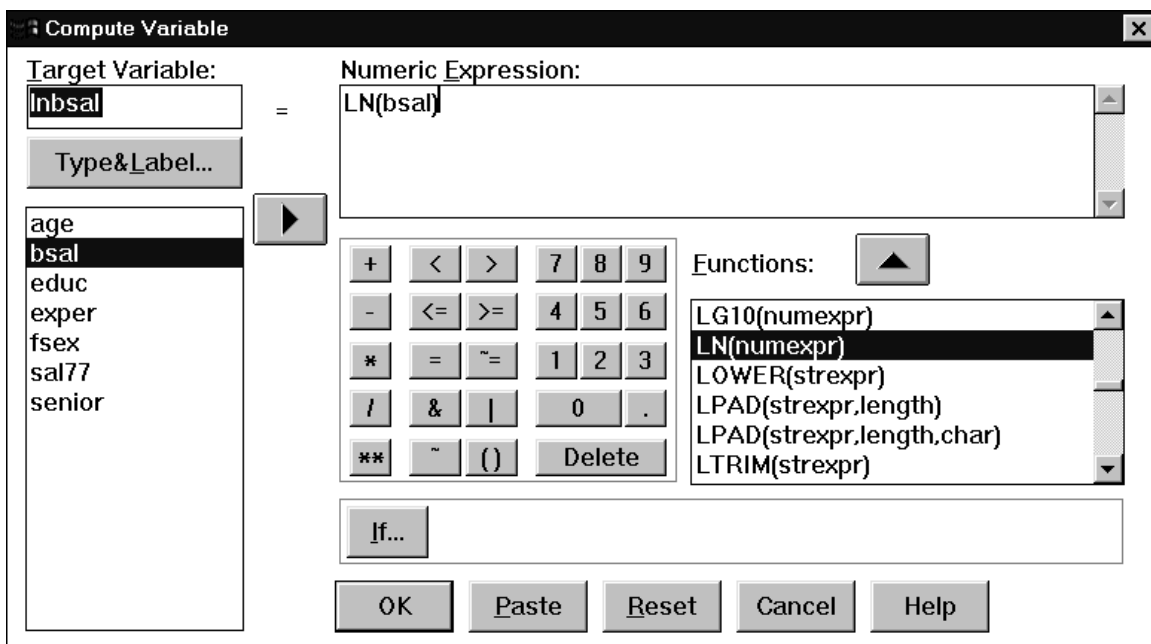 Compute Variable
Target Variable:
lnbsal
=
Numeric Expression:
LN(bsal)
Type&Label...
age
bsal
educ
exper
fsex
sal77
senior
+ < > 7 8 9
- <= >= 4 5 6
* = ~= 1 2 3
/ & | 0 .
** ~ () Delete
Functions:
LG10(numexpr)
LN(numexpr)
LOWER(strexpr)
LPAD(strexpr,length)
LPAD(strexpr,length,char)
LTRIM(strexpr)
If...
OK Paste Reset Cancel Help